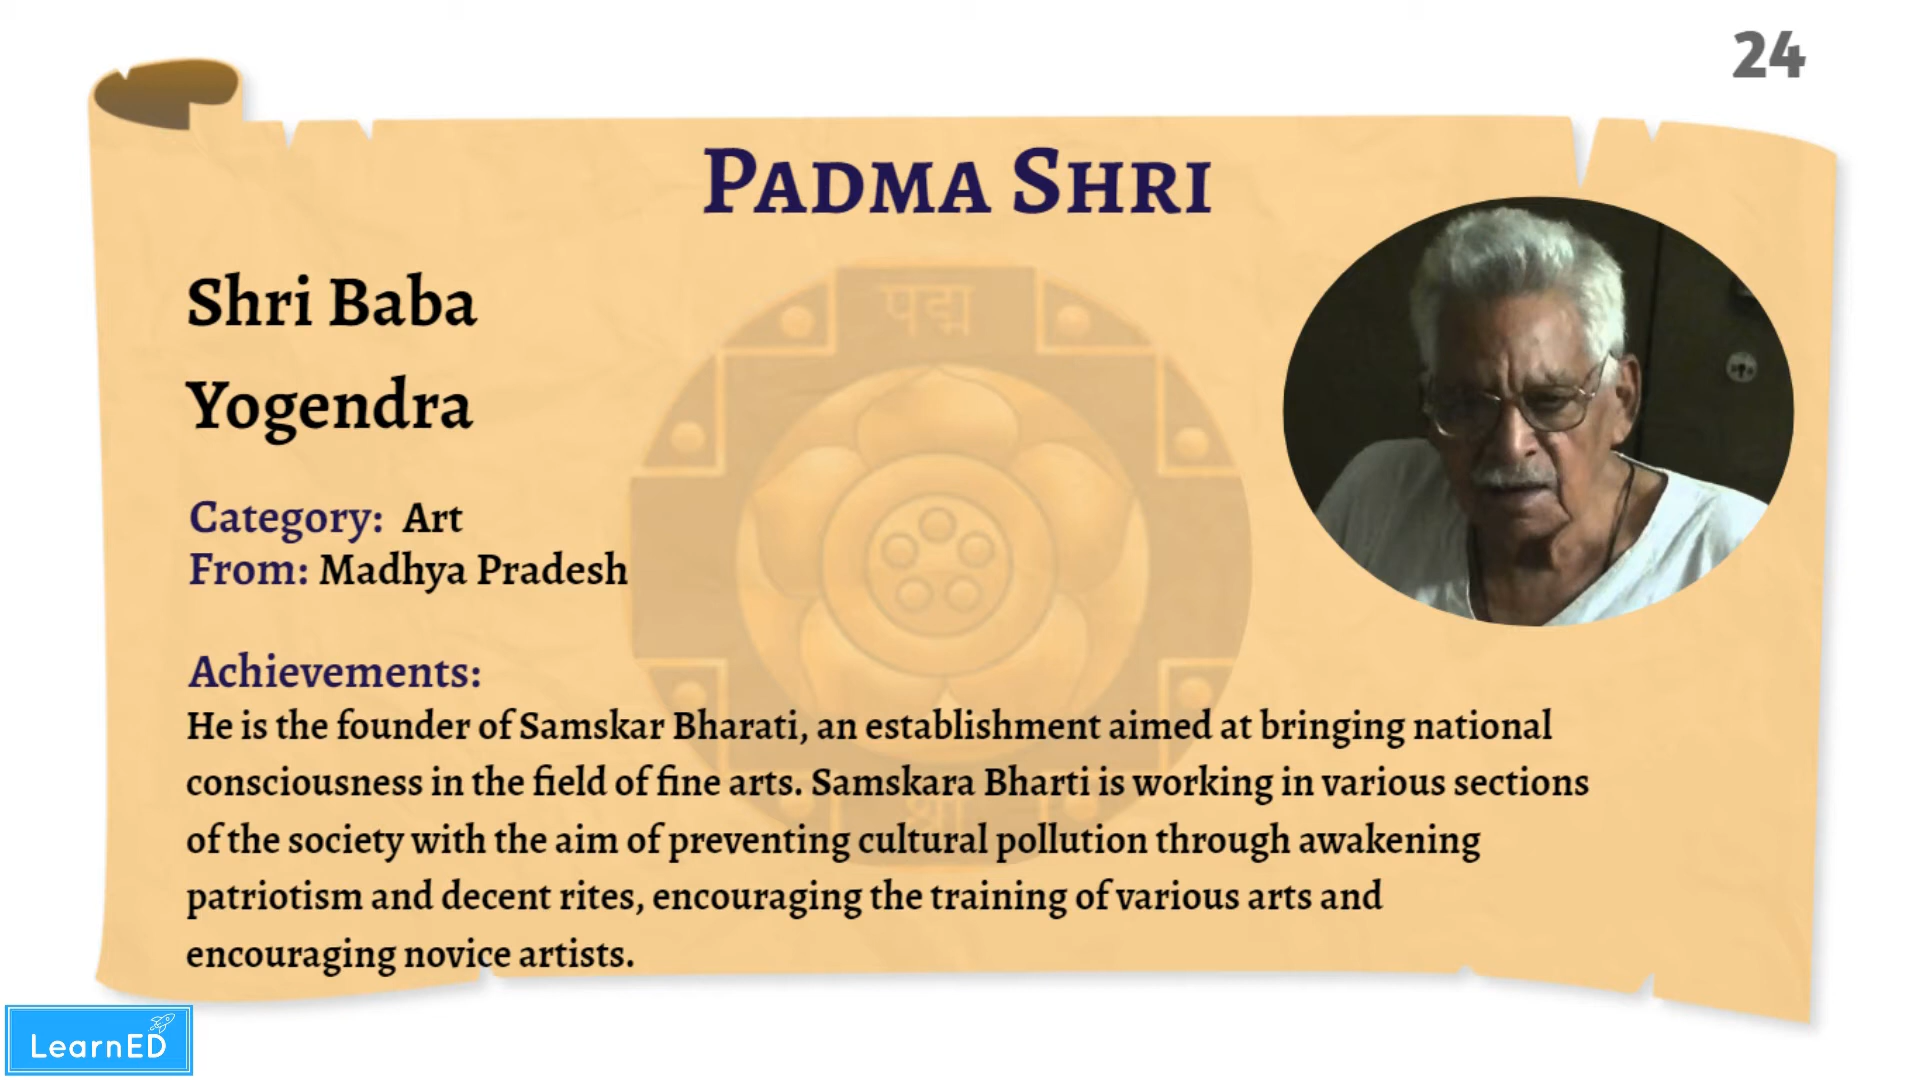 24
Padma Shri
पद्म
Shri Baba
Yogendra
Category: Art
From: Madhya Pradesh
Achievements:
He is the founder of Samskar Bharati, an establishment aimed at bringing national
consciousness in the field of fine arts. Samskara Bharti is working in various sections
of the society with the aim of preventing cultural pollution through awakening
patriotism and decent rites, encouraging the training of various arts and
encouraging novice artists.
श्री
LearnED